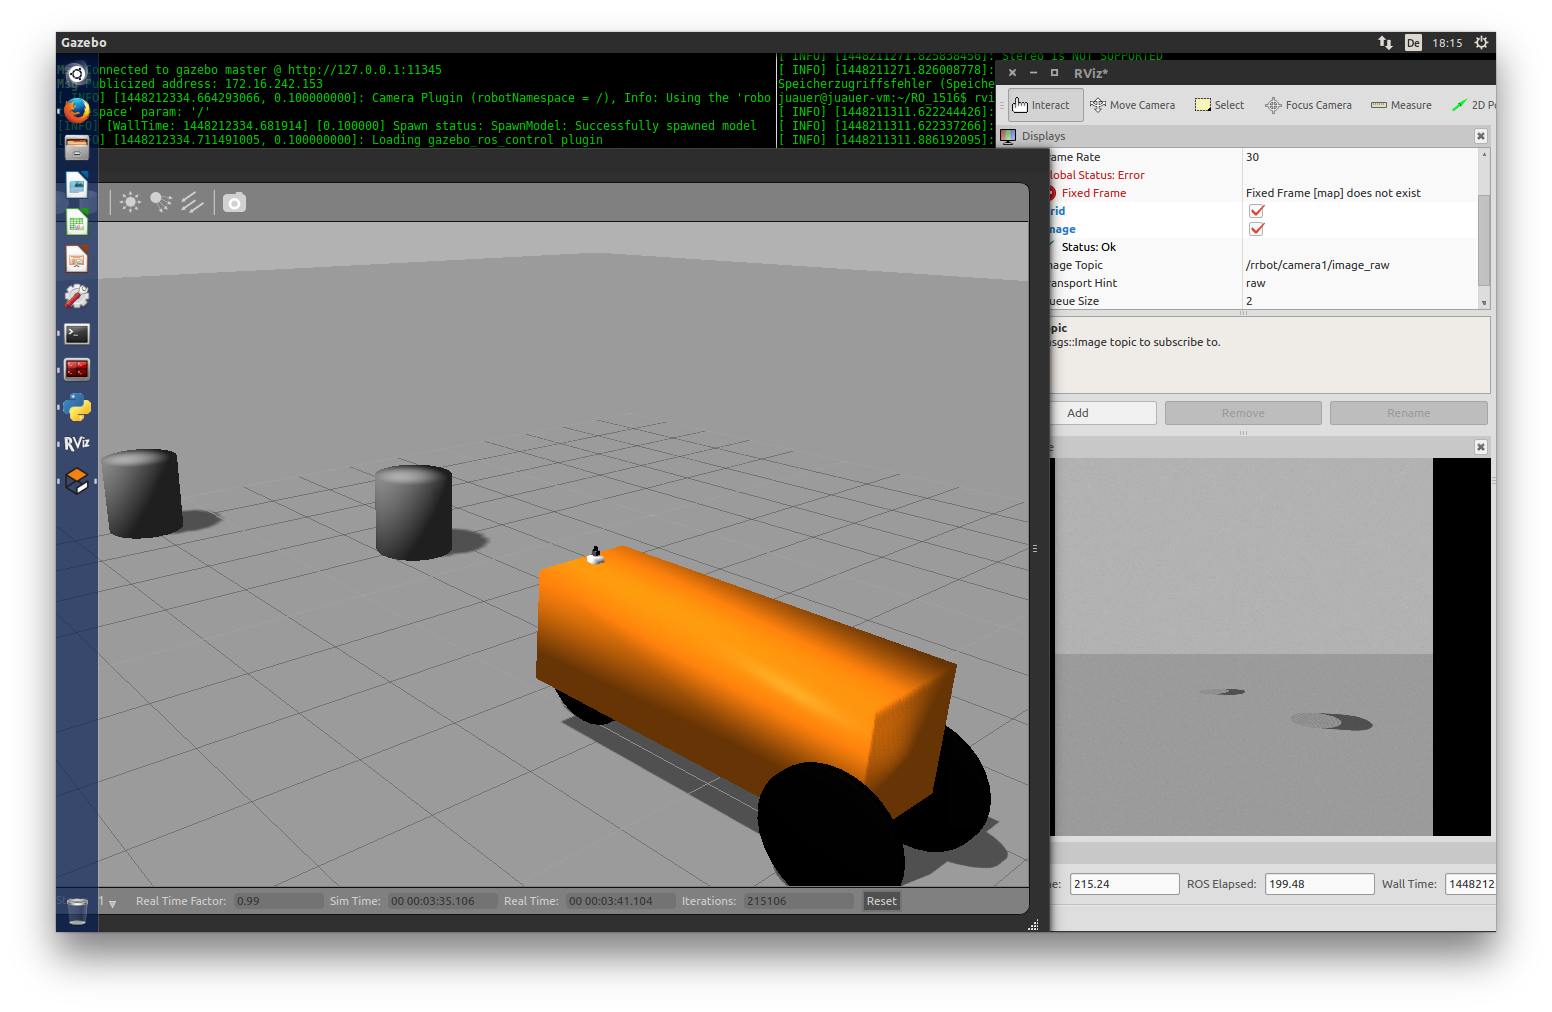 Gazebo
De
18:15
Connected to gazebo master @ http://127.0.0.1:11345
Publicized address: 172.16.242.153
[1448212334.664293066, 0.100000000]: Camera Plugin (robotNamespace = /), Info: Using the 'robo
space' param: '/'
[WallTime: 1448212334.681914] [0.100000] Spawn status: SpawnModel: Successfully spawned model
[1448212334.711491005, 0.100000000]: Loading gazebo_ros_control plugin
[ INFO] [1448211271.825838456]: Stereo is NOT SUPPORTED
[ INFO] [1448211271.826008778]:
Speicherzugriffsfehler (Speiche
juauer@juauer-vm:~/RO_1516$ rvi
[ INFO] [1448211311.622244426]:
[ INFO] [1448211311.622337266]:
[ INFO] [1448211311.886192095]:
RViz*
Interact
Move Camera
Select
Focus Camera
Measure
2D P
Displays
ame Rate 30
lobal Status: Error
Fixed Frame Fixed Frame [map] does not exist
rid
mage
Status: Ok
mage Topic /rrbot/camera1/image_raw
ransport Hint raw
ueue Size 2
pic
sgs::Image topic to subscribe to.
Add
Remove
Rename
RViz
e
e: 215.24 ROS Elapsed: 199.48 Wall Time: 1448212
1 Real Time Factor: 0.99 Sim Time: 00 00:03:35.106 Real Time: 00 00:03:41.104 Iterations: 215106 Reset